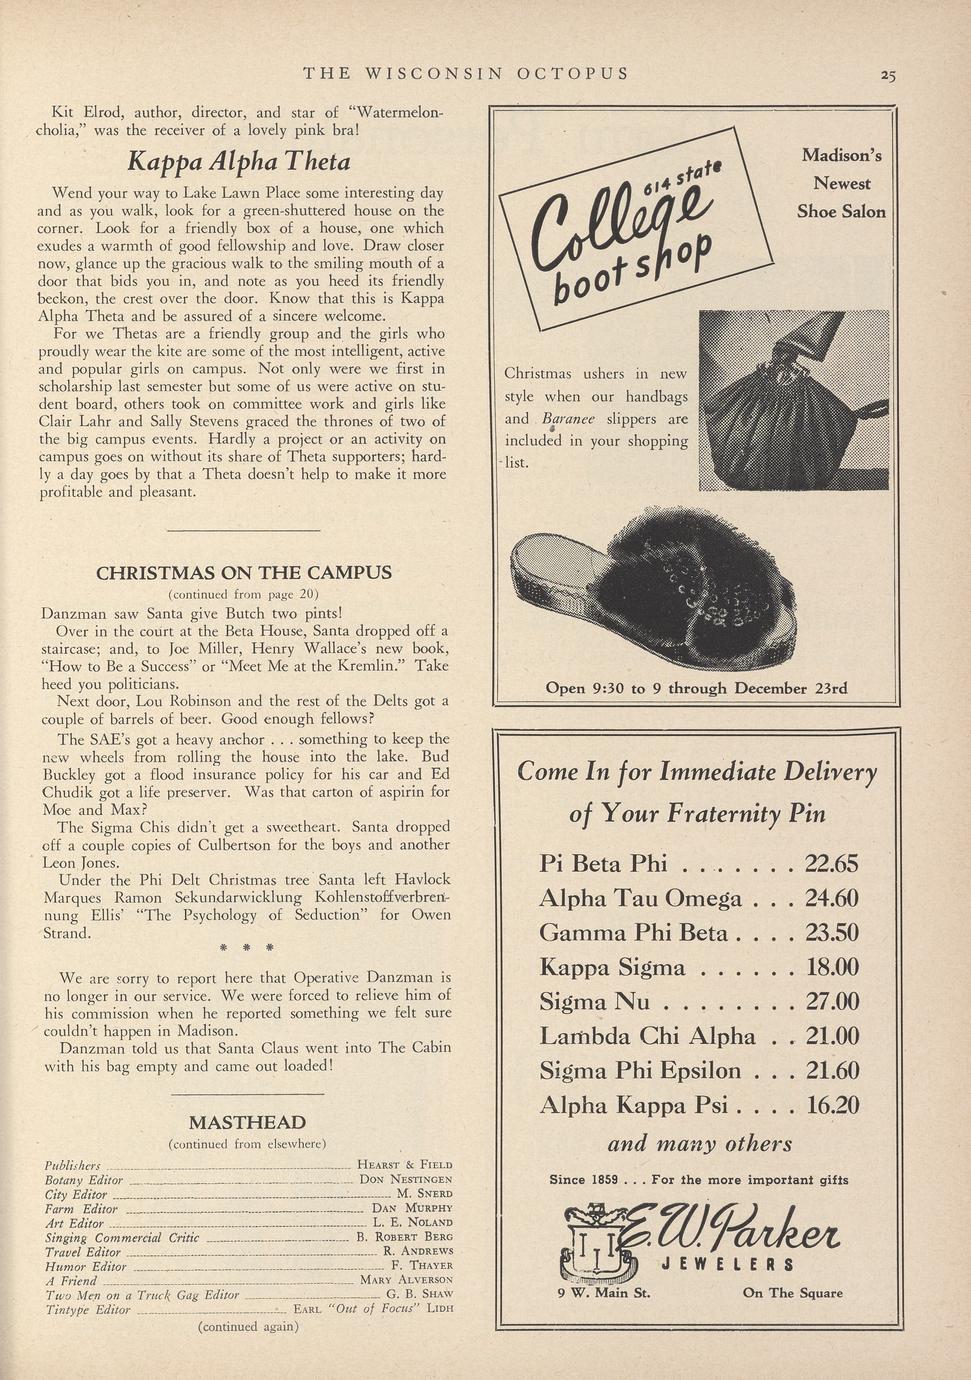 THE WISCONSIN OCTOPUS
25
Kit Elrod, author, director, and star of “Watermelon-
cholia,” was the receiver of a lovely pink bra!
Kappa Alpha Theta
Wend your way to Lake Lawn Place some interesting day
and as you walk, look for a green-shuttered house on the
corner. Look for a friendly box of a house, one which
exudes a warmth of good fellowship and love. Draw closer
now, glance up the gracious walk to the smiling mouth of a
door that bids you in, and note as you heed its friendly
beckon, the crest over the door. Know that this is Kappa
Alpha Theta and be assured of a sincere welcome.
For we Thetas are a friendly group and the girls who
proudly wear the kite are some of the most intelligent, active
and popular girls on campus. Not only were we first in
scholarship last semester but some of us were active on stu-
dent board, others took on committee work and girls like
Clair Lahr and Sally Stevens graced the thrones of two of
the big campus events. Hardly a project or an activity on
campus goes on without its share of Theta supporters; hard-
ly a day goes by that a Theta doesn't help to make it more
profitable and pleasant.
CHRISTMAS ON THE CAMPUS
(continued from page 20)
Danzman saw Santa give Butch two pints!
Over in the court at the Beta House, Santa dropped off a
staircase; and, to Joe Miller, Henry Wallace's new book,
“How to Be a Success” or “Meet Me at the Kremlin.” Take
heed you politicians.
Next door, Lou Robinson and the rest of the Delts got a
couple of barrels of beer. Good enough fellows?
The SAE's got a heavy anchor . . . something to keep the
new wheels from rolling the house into the lake. Bud
Buckley got a flood insurance policy for his car and Ed
Chudik got a life preserver. Was that carton of aspirin for
Moe and Max?
The Sigma Chis didn't get a sweetheart. Santa dropped
off a couple copies of Culbertson for the boys and another
Leon Jones.
Under the Phi Delt Christmas tree Santa left Havlock
Marques Ramon Sekundarwicklung Kohlenstoffverbren-
nung Ellis' “The Psychology of Seduction” for Owen
Strand.
* * *
We are sorry to report here that Operative Danzman is
no longer in our service. We were forced to relieve him of
his commission when he reported something we felt sure
couldn't happen in Madison.
Danzman told us that Santa Claus went into The Cabin
with his bag empty and came out loaded!
MASTHEAD
(continued from elsewhere)
Publishers HEARST & FIELD
Botany Editor DON NESTINGEN
City Editor M. SNERD
Farm Editor DAN MURPHY
Art Editor L. E. NOLAND
Singing Commercial Critic B. ROBERT BERG
Travel Editor R. ANDREWS
Humor Editor F. THAYER
A Friend MARY ALVERSON
Two Men on a Truck Gag Editor G. B. SHAW
Tintype Editor EARL “Out of Focus” LIDH
(continued again)
614 state
College
boot shop
Madison's
Newest
Shoe Salon
Christmas ushers in new
style when our handbags
and Baranee slippers are
included in your shopping
list.
Open 9:30 to 9 through December 23rd
Come In for Immediate Delivery
of Your Fraternity Pin
Pi Beta Phi . . . . . . . 22.65
Alpha Tau Omega . . . 24.60
Gamma Phi Beta . . . . 23.50
Kappa Sigma . . . . . . 18.00
Sigma Nu . . . . . . . . 27.00
Lambda Chi Alpha . . 21.00
Sigma Phi Epsilon . . . 21.60
Alpha Kappa Psi . . . . 16.20
and many others
Since 1859 . . . For the more important gifts
E. W. Parker
JEWELERS
9 W. Main St. On The Square